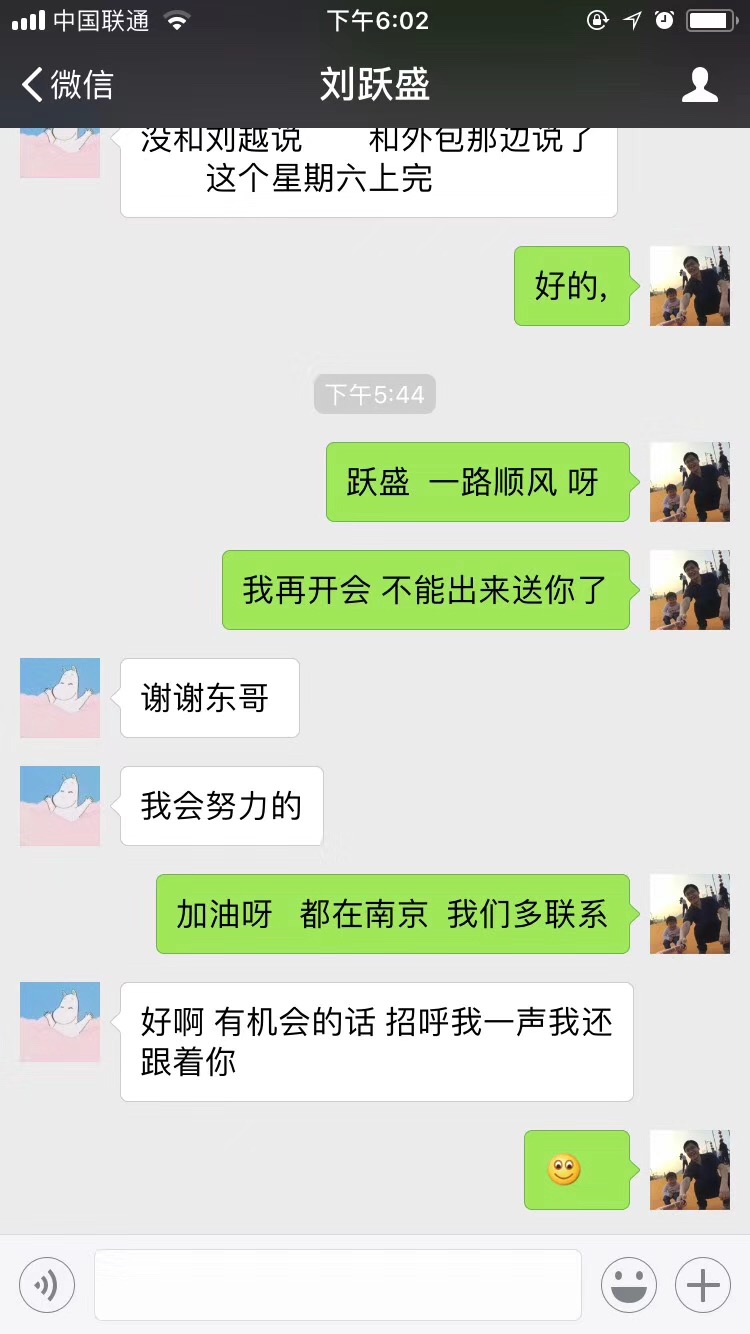 中国联通
下午6:02
微信
刘跃盛
没和刘越说 和外包那边说了
这个星期六上完
好的,
下午5:44
跃盛 一路顺风 呀
我再开会 不能出来送你了
谢谢东哥
我会努力的
加油呀 都在南京 我们多联系
好啊 有机会的话 招呼我一声我还
跟着你